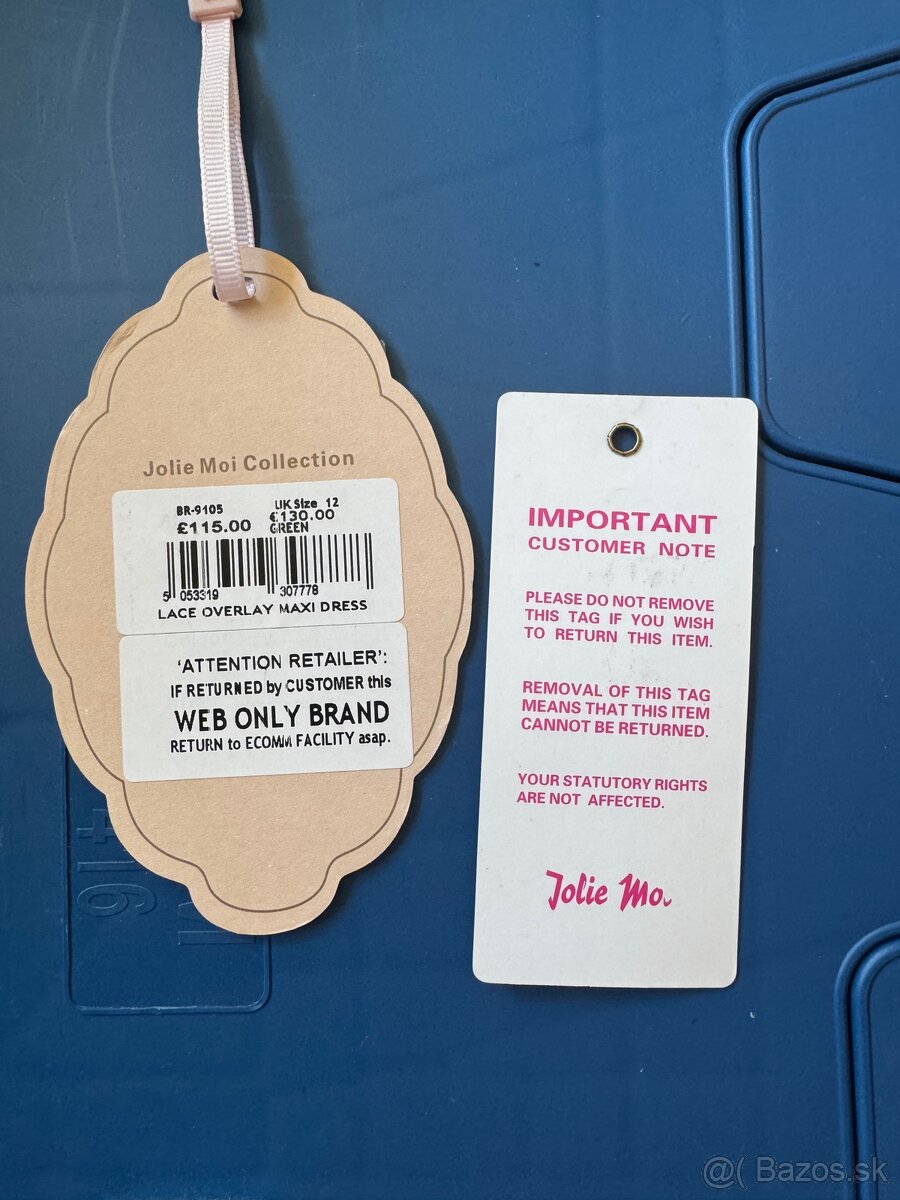 Jolie Moi Collection
BR-9105 UK Size 12
£115.00 €130.00
GREEN
5 053319 307778
LACE OVERLAY MAXI DRESS
'ATTENTION RETAILER':
IF RETURNED by CUSTOMER this
WEB ONLY BRAND
RETURN to ECOMM FACILITY asap.
IMPORTANT
CUSTOMER NOTE
PLEASE DO NOT REMOVE
THIS TAG IF YOU WISH
TO RETURN THIS ITEM.
REMOVAL OF THIS TAG
MEANS THAT THIS ITEM
CANNOT BE RETURNED.
YOUR STATUTORY RIGHTS
ARE NOT AFFECTED.
Jolie Moi
@( Bazos.sk